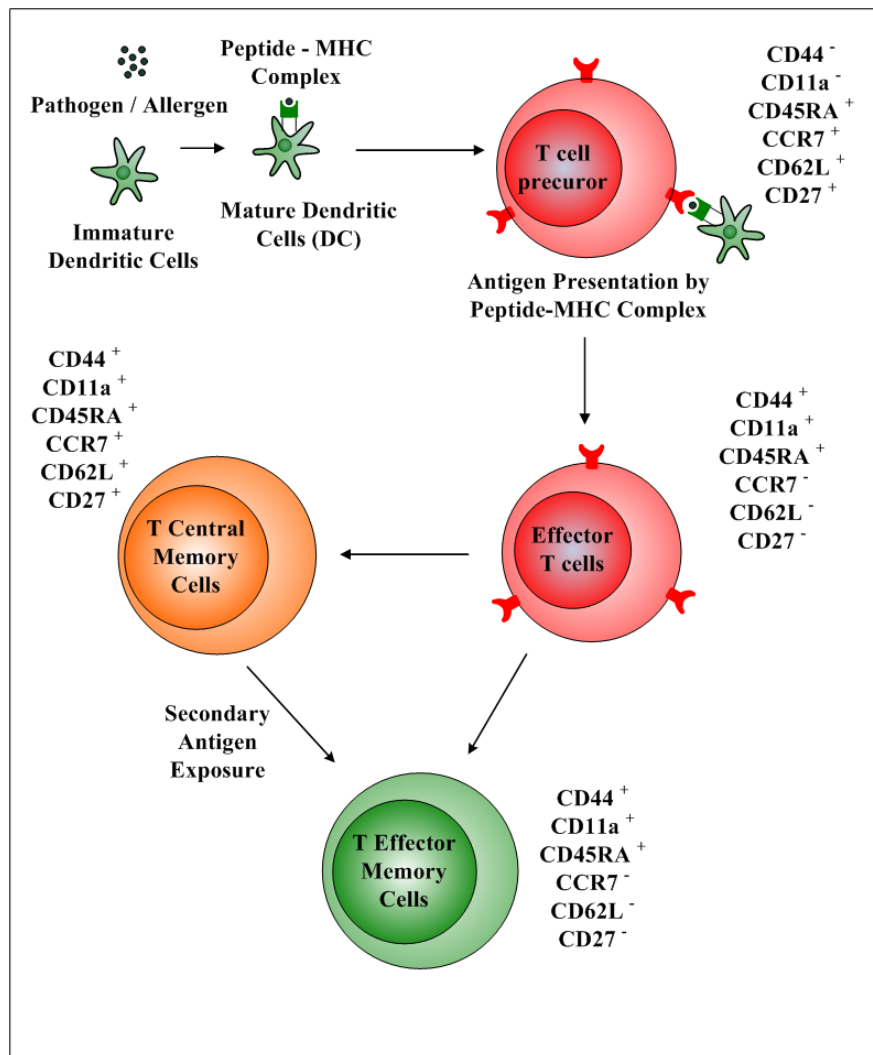 Pathogen / Allergen
Immature
Dendritic Cells
Peptide - MHC
Complex
Mature Dendritic
Cells (DC)
T cell
precuror
CD44 -
CD11a -
CD45RA +
CCR7 +
CD62L +
CD27 +
Antigen Presentation by
Peptide-MHC Complex
CD44 +
CD11a +
CD45RA +
CCR7 +
CD62L +
CD27 +
T Central
Memory
Cells
Effector
T cells
CD44 +
CD11a +
CD45RA +
CCR7 -
CD62L -
CD27 -
Secondary
Antigen
Exposure
T Effector
Memory
Cells
CD44 +
CD11a +
CD45RA +
CCR7 -
CD62L -
CD27 -